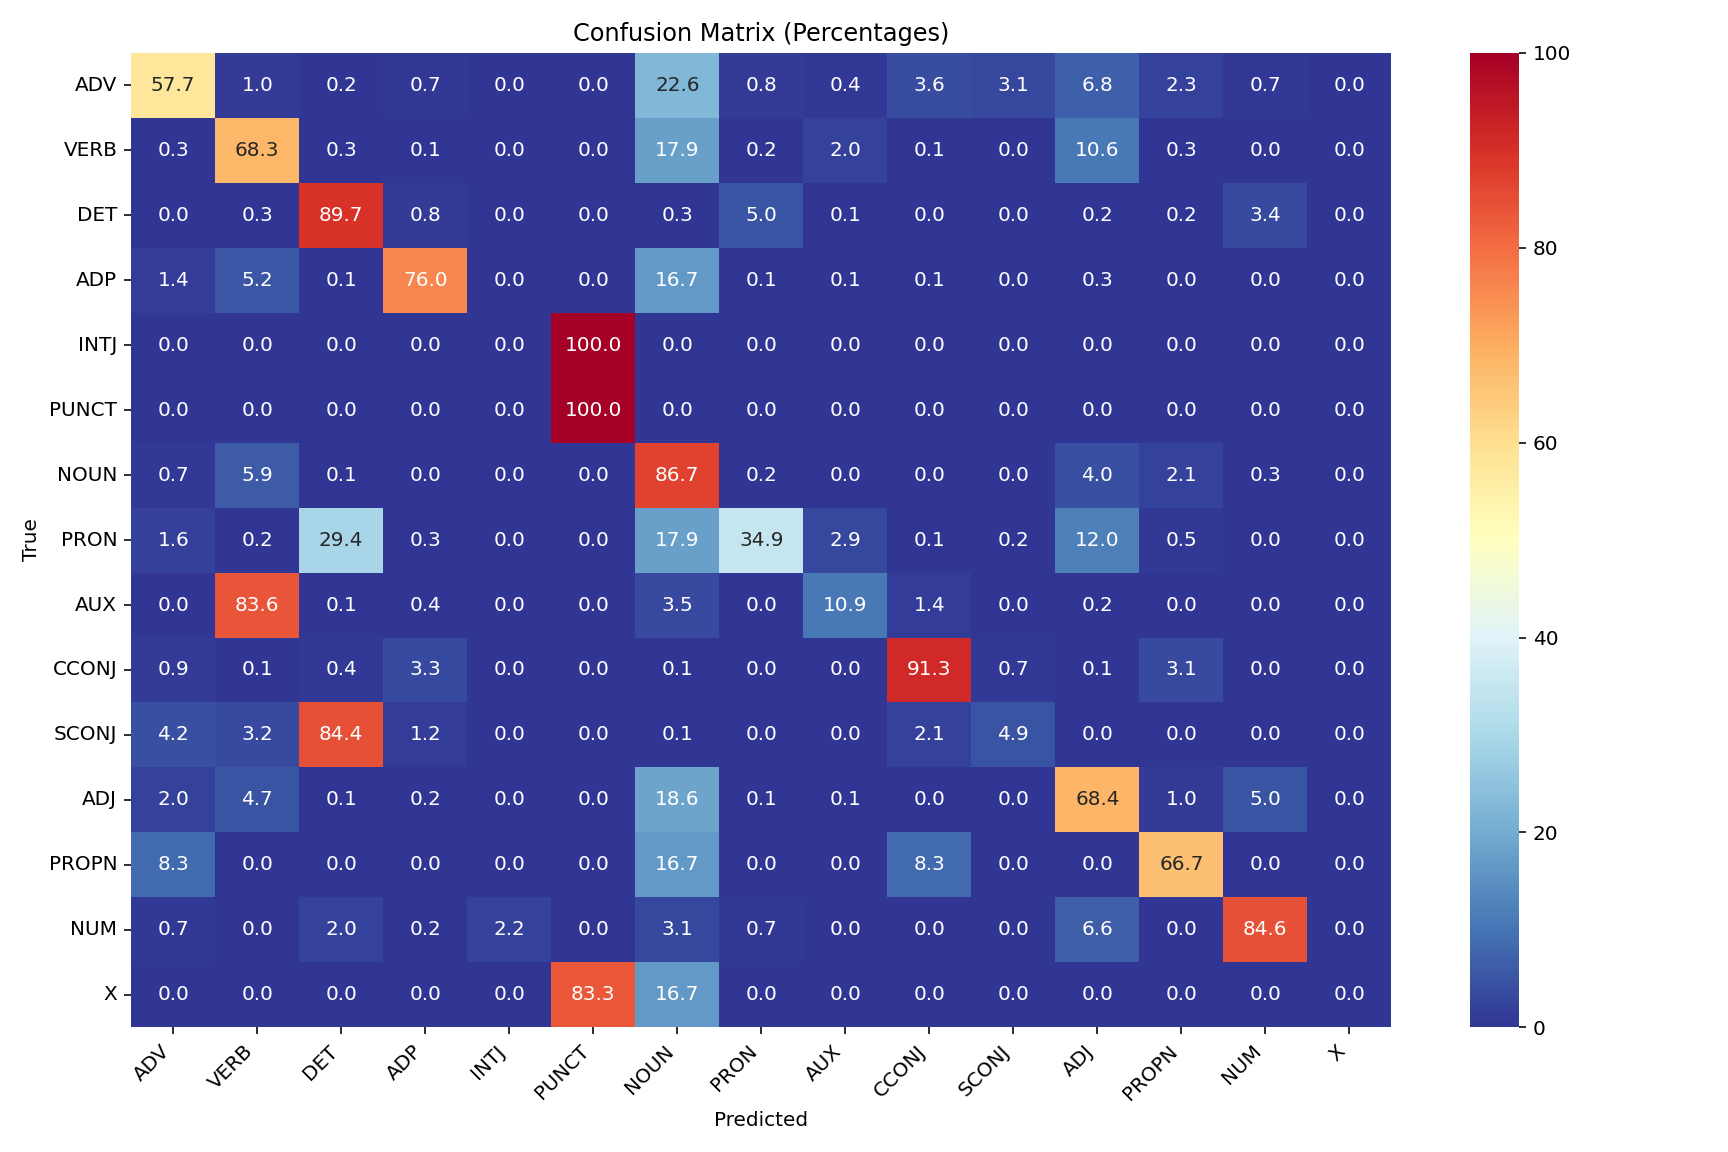 Confusion Matrix (Percentages)
ADV 57.7 1.0 0.2 0.7 0.0 0.0 22.6 0.8 0.4 3.6 3.1 6.8 2.3 0.7 0.0
VERB 0.3 68.3 0.3 0.1 0.0 0.0 17.9 0.2 2.0 0.1 0.0 10.6 0.3 0.0 0.0
DET 0.0 0.3 89.7 0.8 0.0 0.0 0.3 5.0 0.1 0.0 0.0 0.2 0.2 3.4 0.0
ADP 1.4 5.2 0.1 76.0 0.0 0.0 16.7 0.1 0.1 0.1 0.0 0.3 0.0 0.0 0.0
INTJ 0.0 0.0 0.0 0.0 0.0 100.0 0.0 0.0 0.0 0.0 0.0 0.0 0.0 0.0 0.0
PUNCT 0.0 0.0 0.0 0.0 0.0 100.0 0.0 0.0 0.0 0.0 0.0 0.0 0.0 0.0 0.0
NOUN 0.7 5.9 0.1 0.0 0.0 0.0 86.7 0.2 0.0 0.0 0.0 4.0 2.1 0.3 0.0
PRON 1.6 0.2 29.4 0.3 0.0 0.0 17.9 34.9 2.9 0.1 0.2 12.0 0.5 0.0 0.0
AUX 0.0 83.6 0.1 0.4 0.0 0.0 3.5 0.0 10.9 1.4 0.0 0.2 0.0 0.0 0.0
CCONJ 0.9 0.1 0.4 3.3 0.0 0.0 0.1 0.0 0.0 91.3 0.7 0.1 3.1 0.0 0.0
SCONJ 4.2 3.2 84.4 1.2 0.0 0.0 0.1 0.0 0.0 2.1 4.9 0.0 0.0 0.0 0.0
ADJ 2.0 4.7 0.1 0.2 0.0 0.0 18.6 0.1 0.1 0.0 0.0 68.4 1.0 5.0 0.0
PROPN 8.3 0.0 0.0 0.0 0.0 0.0 16.7 0.0 0.0 8.3 0.0 0.0 66.7 0.0 0.0
NUM 0.7 0.0 2.0 0.2 2.2 0.0 3.1 0.7 0.0 0.0 0.0 6.6 0.0 84.6 0.0
X 0.0 0.0 0.0 0.0 0.0 83.3 16.7 0.0 0.0 0.0 0.0 0.0 0.0 0.0 0.0
ADV VERB DET ADP INTJ PUNCT NOUN PRON AUX CCONJ SCONJ ADJ PROPN NUM X
Predicted
True
100
80
60
40
20
0